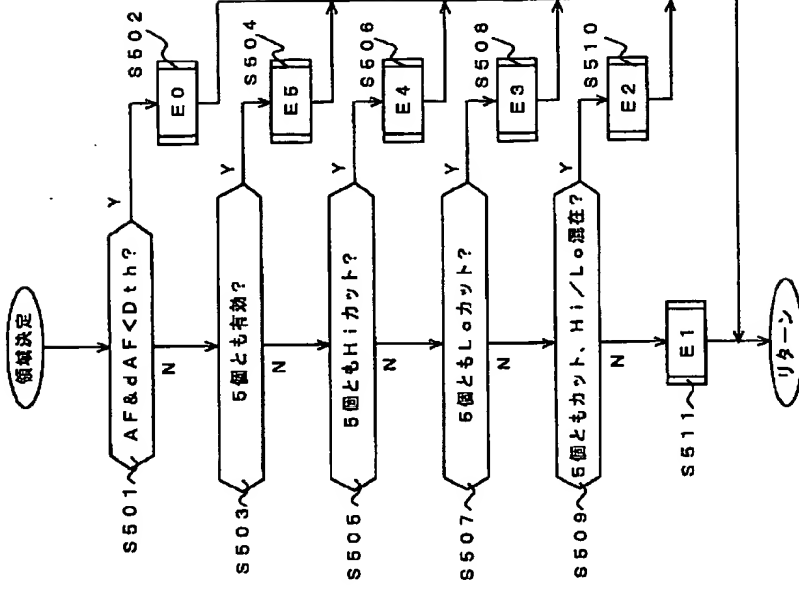 領域決定
S501
AF&dAF<Dth?
Y
S502
E0
N
S503
5個とも有効?
Y
S504
E5
N
S505
5個ともHiカット?
Y
S506
E4
N
S507
5個ともLoカット?
Y
S508
E3
N
S509
5個ともカット、Hi/Lo混在?
Y
S510
E2
N
S511
E1
リターン